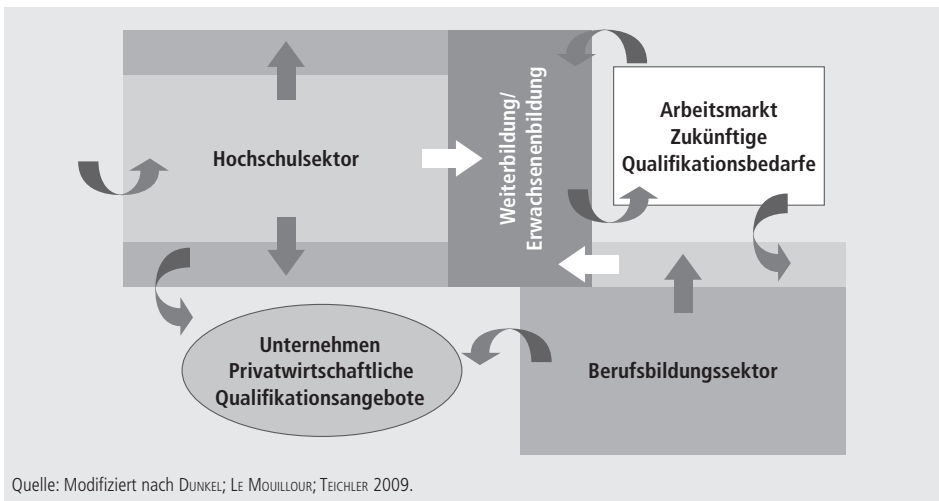 Hochschulsektor
Weiterbildung/
Erwachsenenbildung
Arbeitsmarkt
Zukünftige
Qualifikationsbedarfe
Unternehmen
Privatwirtschaftliche
Qualifikationsangebote
Berufsbildungssektor
Quelle: Modifiziert nach Dunkel; Le Mouillour; Teichler 2009.